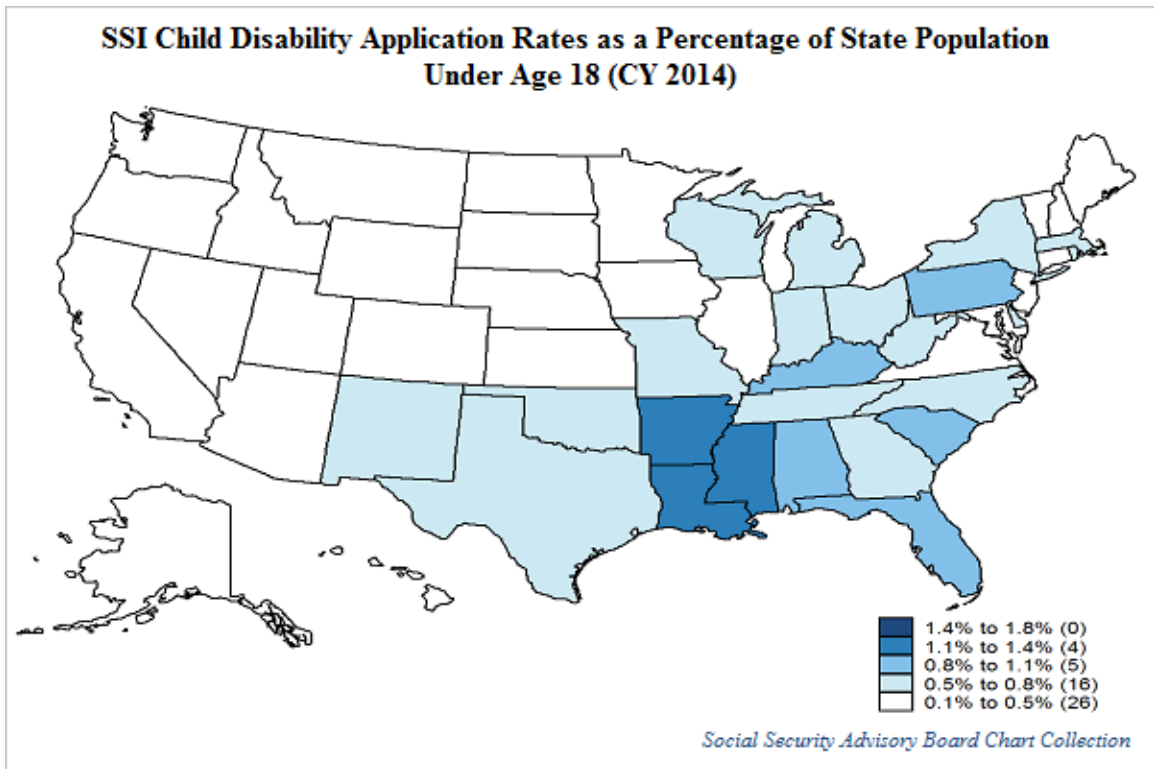 SSI Child Disability Application Rates as a Percentage of State Population
Under Age 18 (CY 2014)
1.4% to 1.8% (0)
1.1% to 1.4% (4)
0.8% to 1.1% (5)
0.5% to 0.8% (16)
0.1% to 0.5% (26)
Social Security Advisory Board Chart Collection